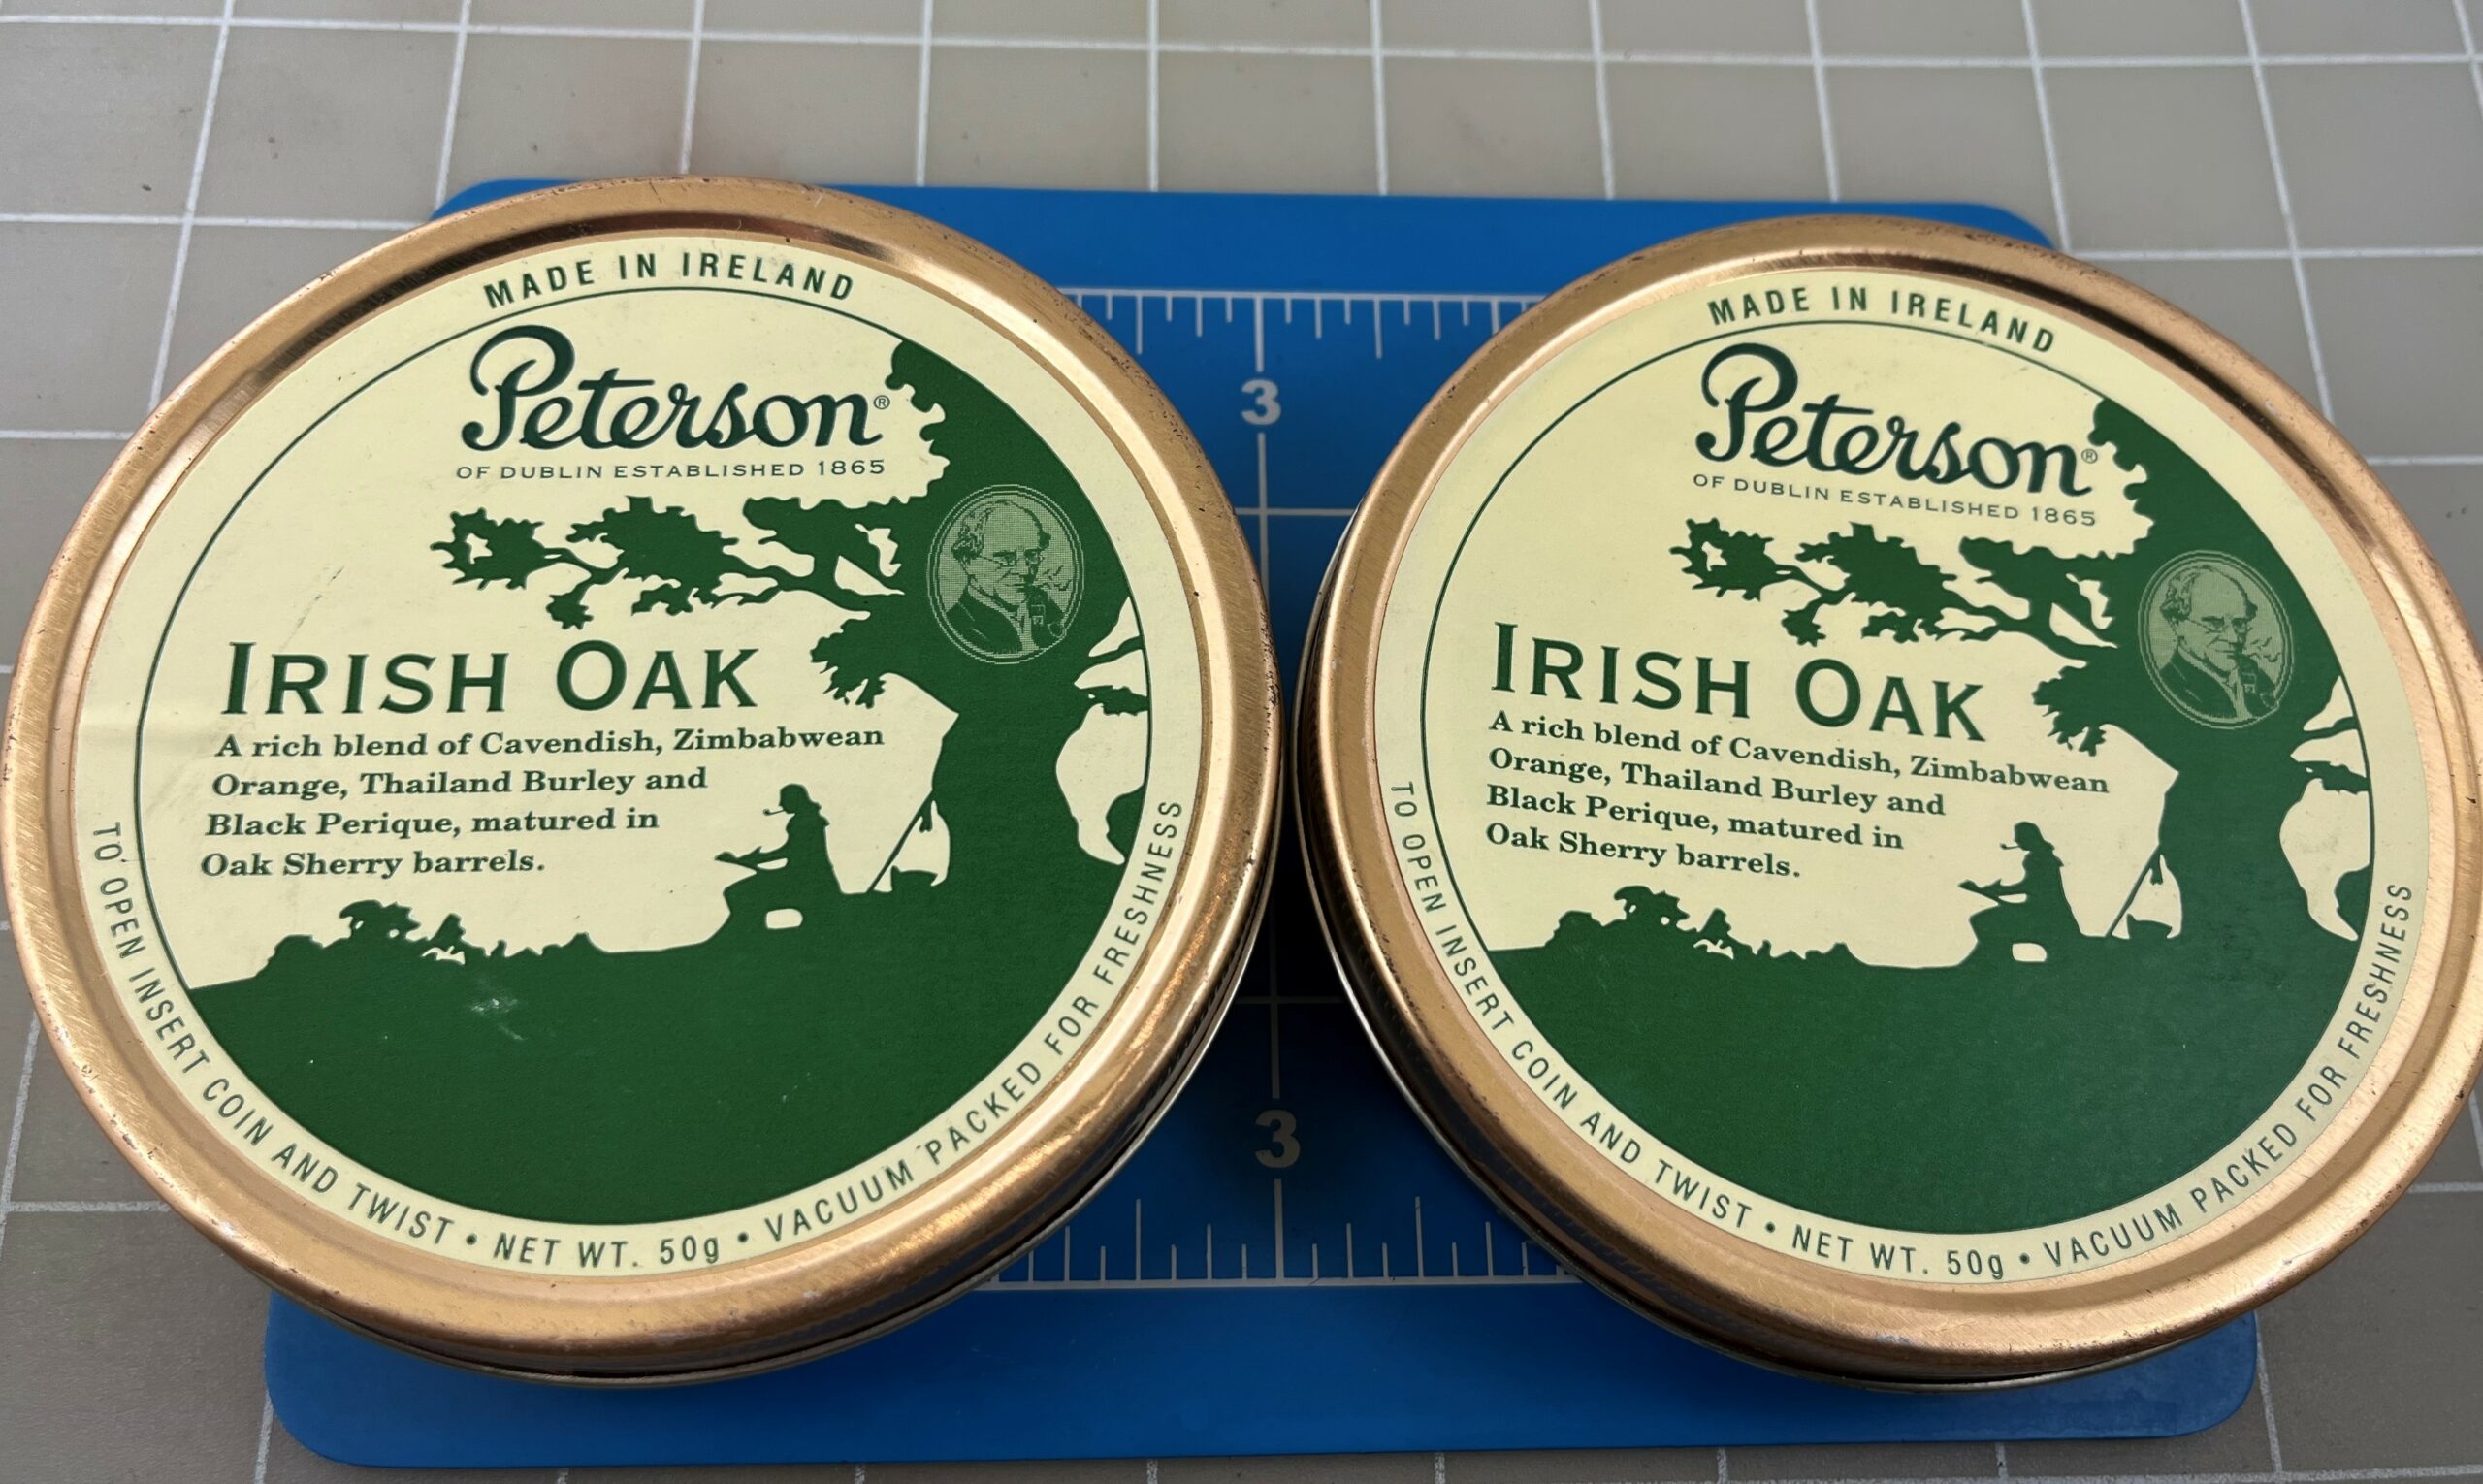 MADE IN IRELAND
Peterson®
OF DUBLIN ESTABLISHED 1865
IRISH OAK
A rich blend of Cavendish, Zimbabwean
Orange, Thailand Burley and
Black Perique, matured in
Oak Sherry barrels.
TO OPEN INSERT COIN AND TWIST • NET WT. 50g • VACUUM PACKED FOR FRESHNESS
3
3
MADE IN IRELAND
Peterson®
OF DUBLIN ESTABLISHED 1865
IRISH OAK
A rich blend of Cavendish, Zimbabwean
Orange, Thailand Burley and
Black Perique, matured in
Oak Sherry barrels.
TO OPEN INSERT COIN AND TWIST • NET WT. 50g • VACUUM PACKED FOR FRESHNESS